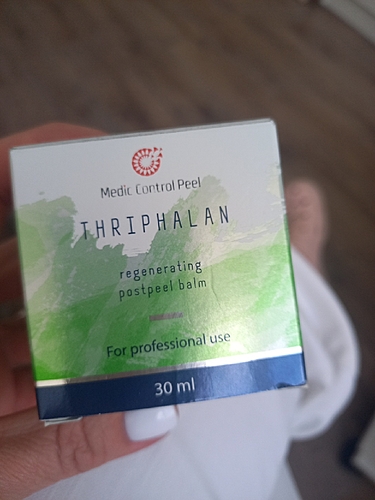 Medic Control Peel
THRIPHALAN
regenerating
postpeel balm
For professional use
30 ml